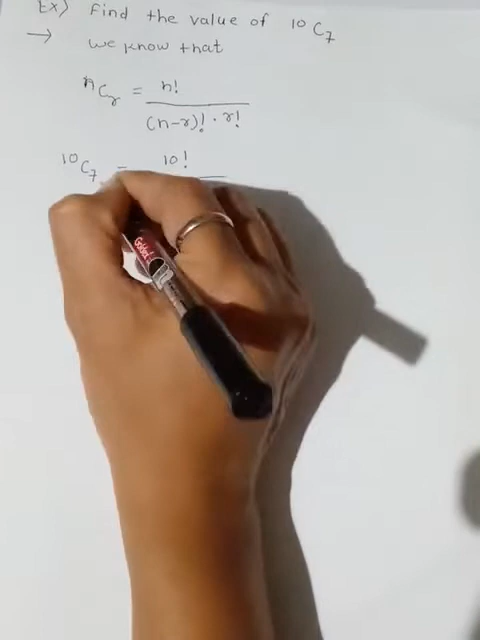 Ex) Find the value of ¹⁰C₇
→ we know that
ⁿCᵣ = n! / (n-r)! · r!
¹⁰C₇ = 10!